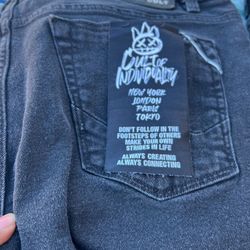 CULT
CULT OF
INDIVIDUALITY
NEW YORK
LONDON
PARIS
TOKYO
DON'T FOLLOW IN THE
FOOTSTEPS OF OTHERS
MAKE YOUR OWN
STRIDES IN LIFE
ALWAYS CREATING
ALWAYS CONNECTING